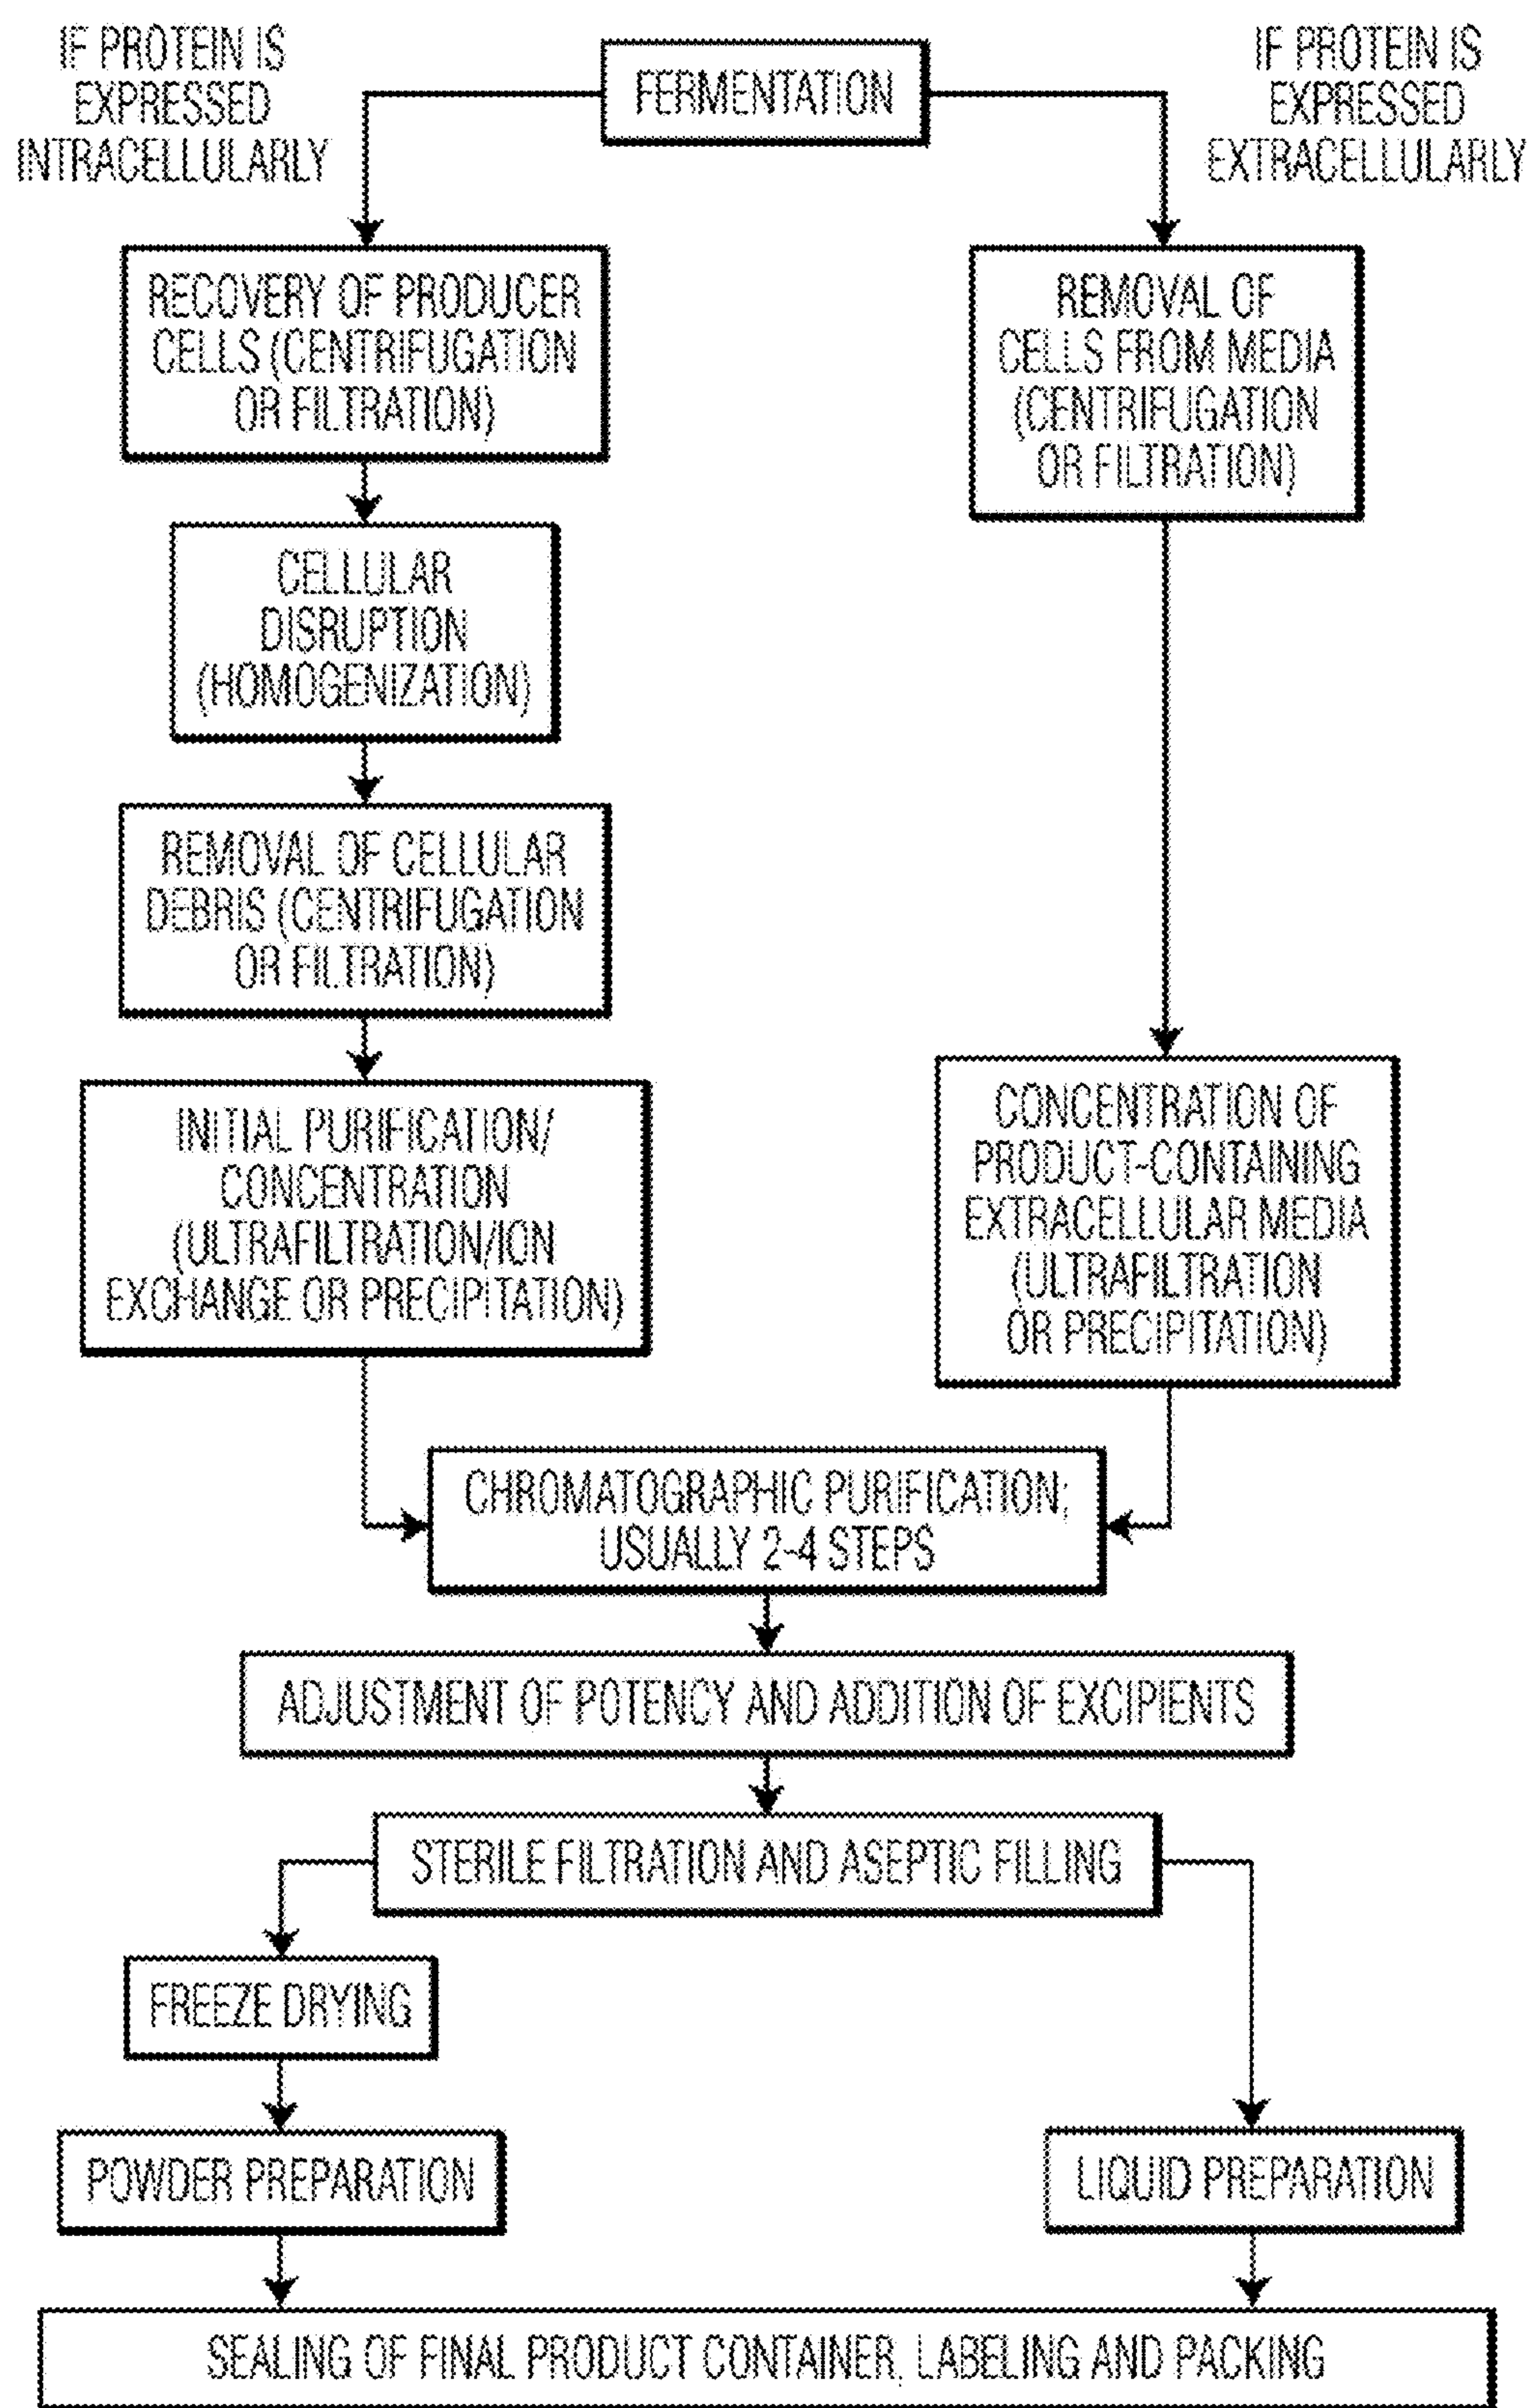 IF PROTEIN IS
EXPRESSED
INTRACELLULARLY
FERMENTATION
IF PROTEIN IS
EXPRESSED
EXTRACELLULARLY
RECOVERY OF PRODUCER
CELLS (CENTRIFUGATION
OR FILTRATION)
REMOVAL OF
CELLS FROM MEDIA
(CENTRIFUGATION
OR FILTRATION)
CELLULAR
DISRUPTION
(HOMOGENIZATION)
REMOVAL OF CELLULAR
DEBRIS (CENTRIFUGATION
OR FILTRATION)
INITIAL PURIFICATION/
CONCENTRATION
(ULTRAFILTRATION/ION
EXCHANGE OR PRECIPITATION)
CONCENTRATION OF
PRODUCT-CONTAINING
EXTRACELLULAR MEDIA
(ULTRAFILTRATION
OR PRECIPITATION)
CHROMATOGRAPHIC PURIFICATION;
USUALLY 2-4 STEPS
ADJUSTMENT OF POTENCY AND ADDITION OF EXCIPIENTS
STERILE FILTRATION AND ASEPTIC FILLING
FREEZE DRYING
POWDER PREPARATION
LIQUID PREPARATION
SEALING OF FINAL PRODUCT CONTAINER, LABELING AND PACKING